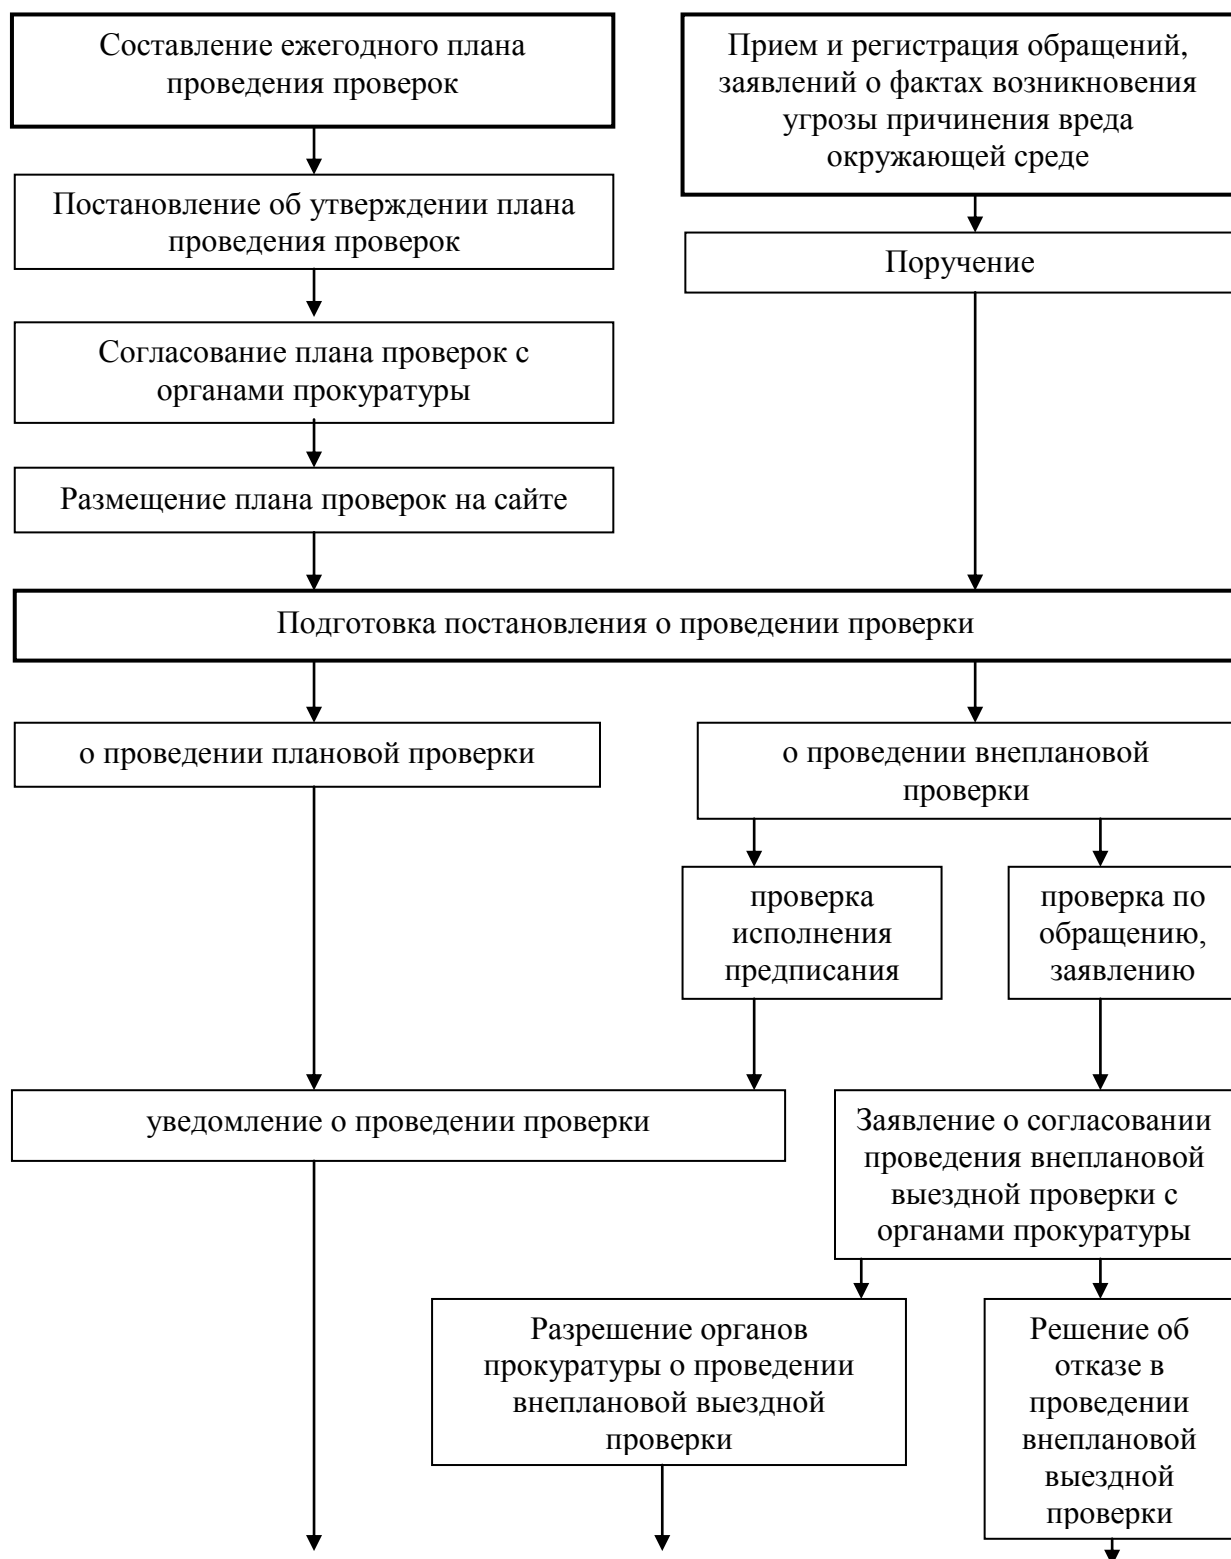 Составление ежегодного плана
проведения проверок
Прием и регистрация обращений,
заявлений о фактах возникновения
угрозы причинения вреда
окружающей среде
Постановление об утверждении плана
проведения проверок
Поручение
Согласование плана проверок с
органами прокуратуры
Размещение плана проверок на сайте
Подготовка постановления о проведении проверки
о проведении плановой проверки
о проведении внеплановой
проверки
проверка
исполнения
предписания
проверка по
обращению,
заявлению
уведомление о проведении проверки
Заявление о согласовании
проведения внеплановой
выездной проверки с
органами прокуратуры
Разрешение органов
прокуратуры о проведении
внеплановой выездной
проверки
Решение об
отказе в
проведении
внеплановой
выездной
проверки